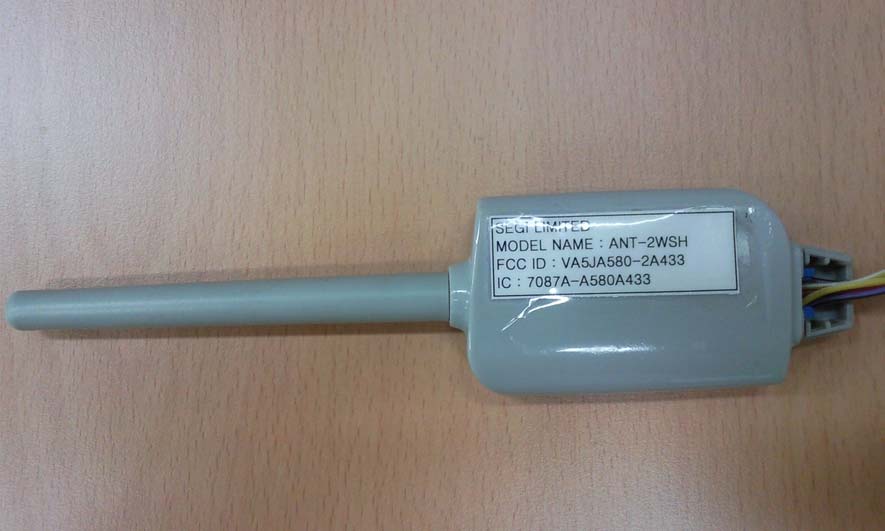 SEGI LIMITED
MODEL NAME : ANT-2WSH
FCC ID : VA5JA580-2A433
IC : 7087A-A580A433